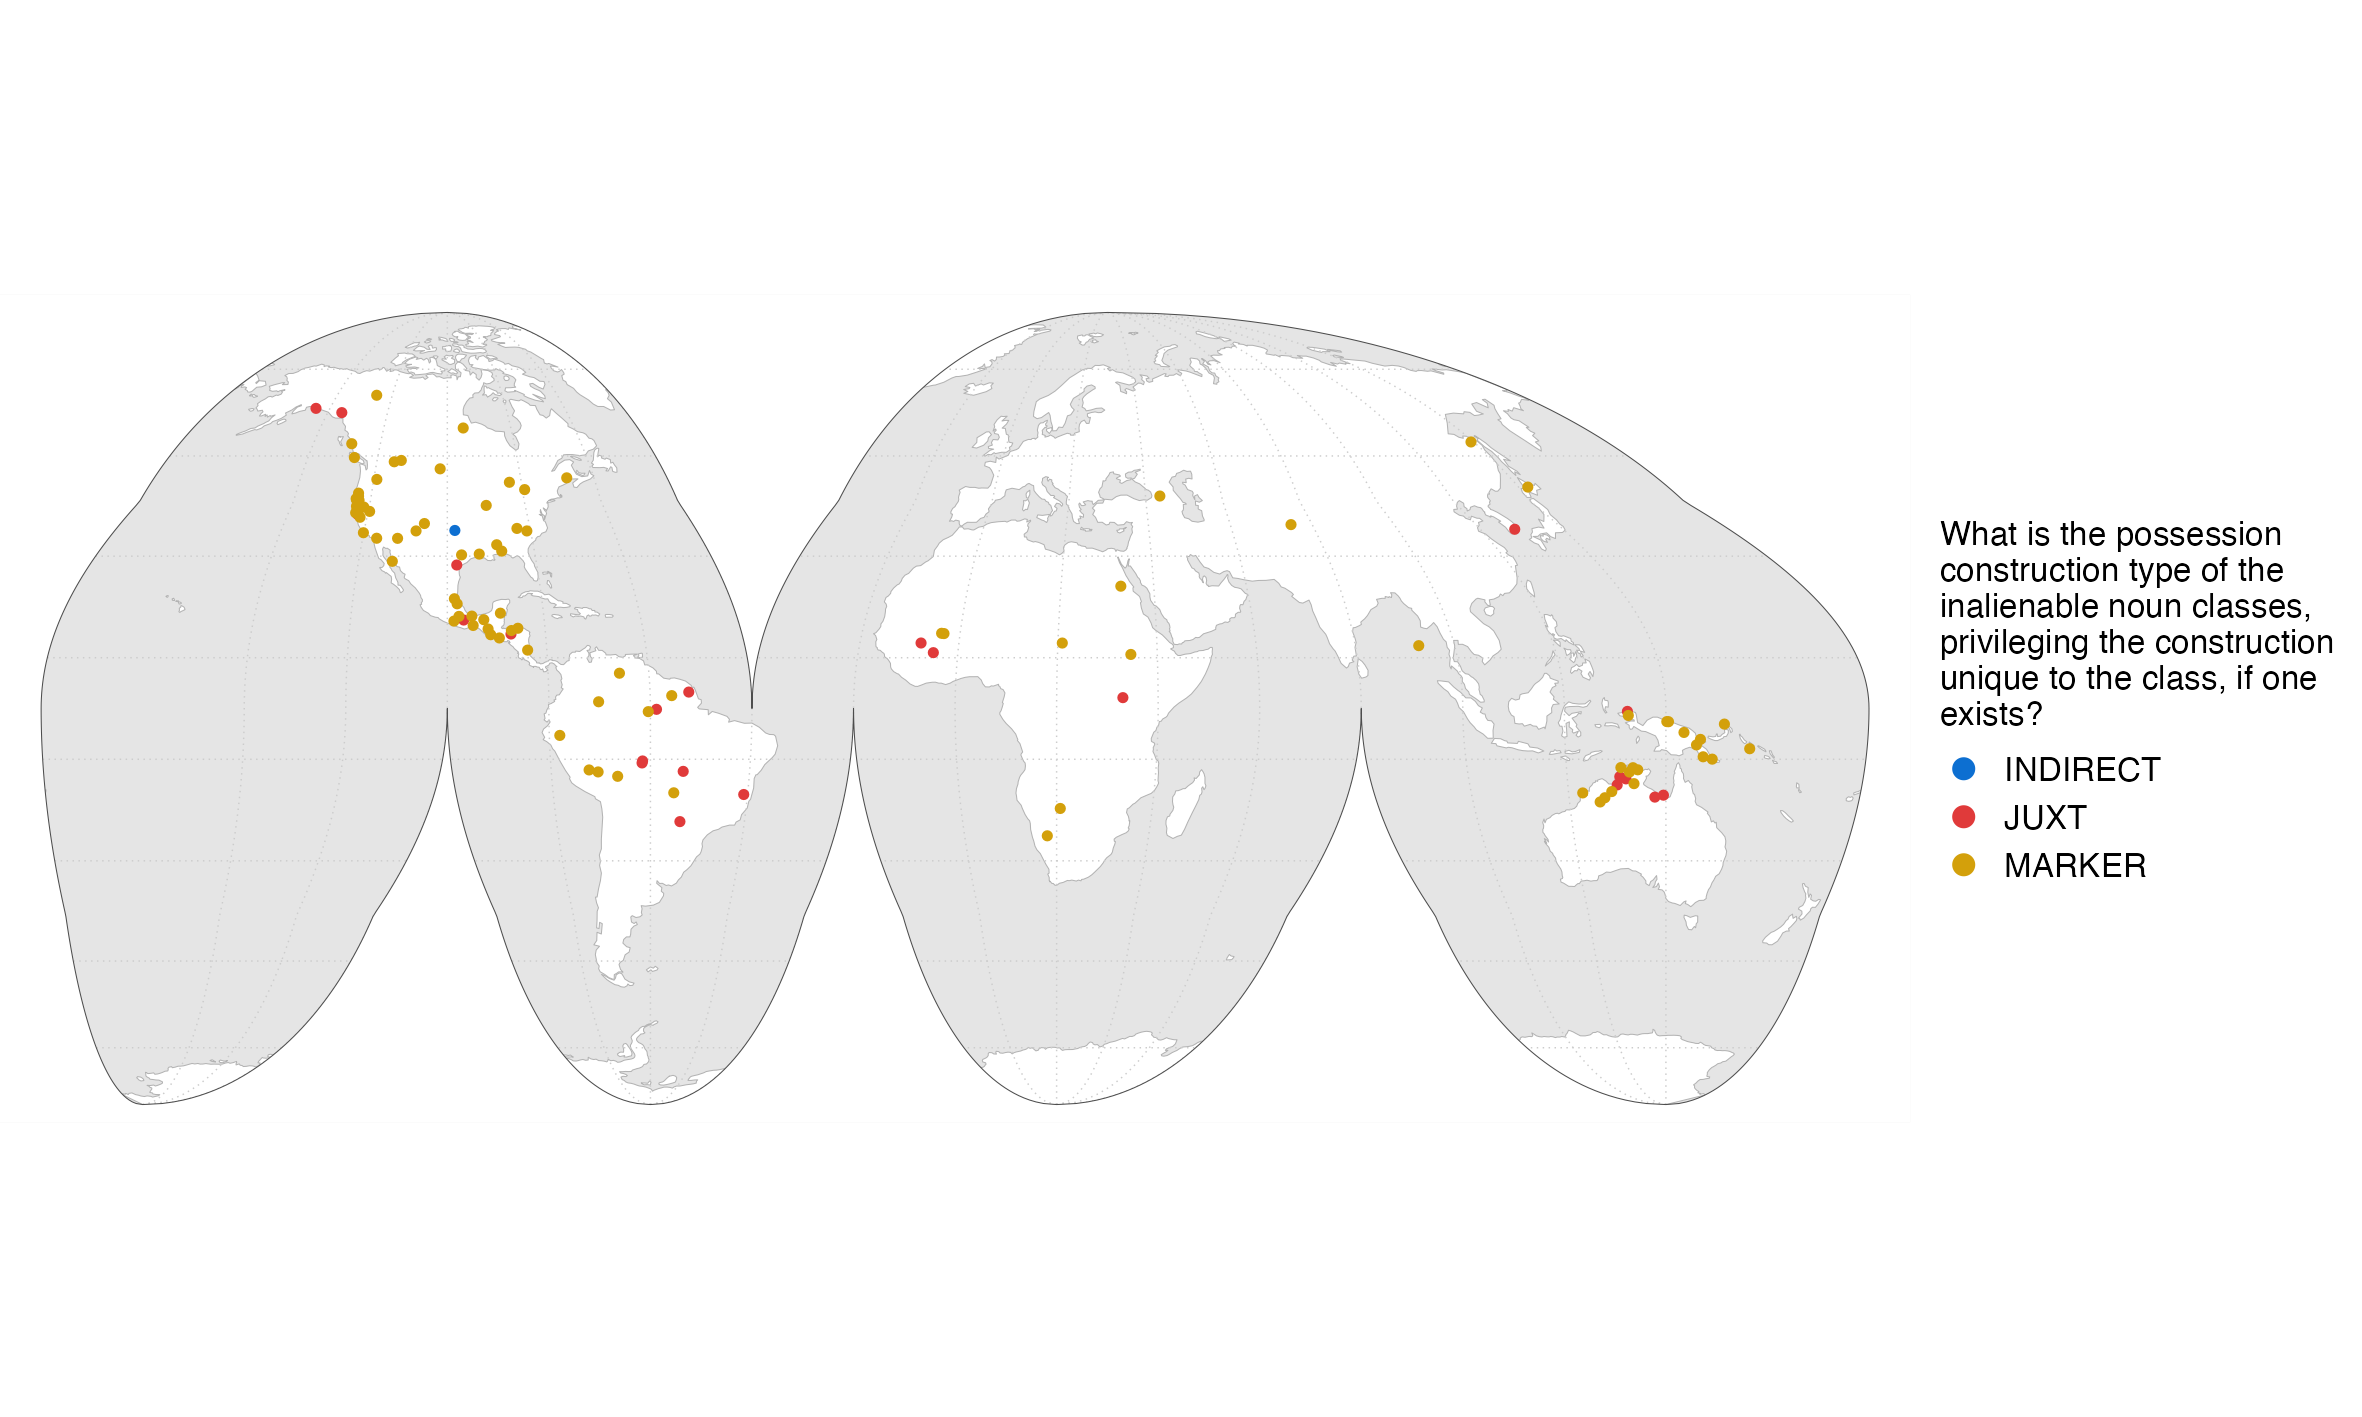 What is the possession
construction type of the
inalienable noun classes,
privileging the construction
unique to the class, if one
exists?
INDIRECT
JUXT
MARKER